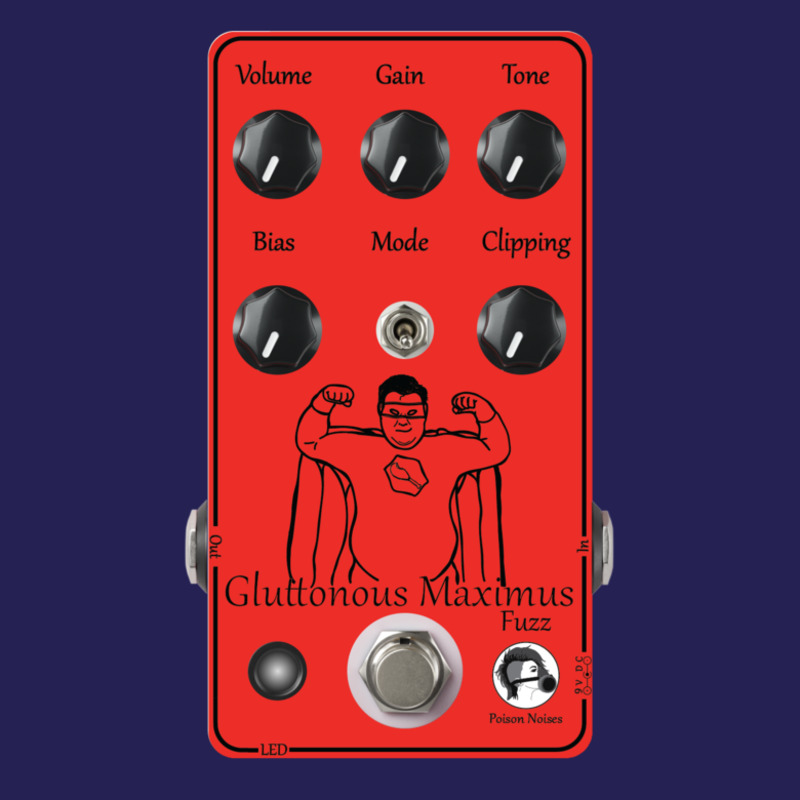 Volume Gain Tone
Bias Mode Clipping
Out
In
Gluttonous Maximus
Fuzz
9V DC
Poison Noises
LED